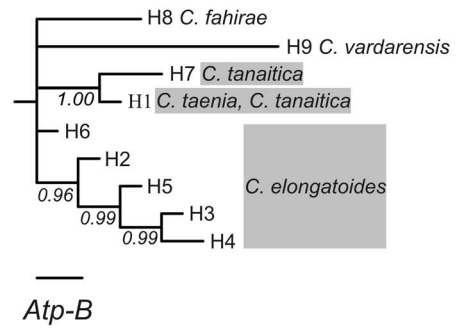 H8 C. fahirae
H9 C. vardarensis
H7 C. tanaitica
1.00 H1 C. taenia, C. tanaitica
H6
H2
0.96 H5 C. elongatoides
0.99 H3
0.99 H4
Atp-B